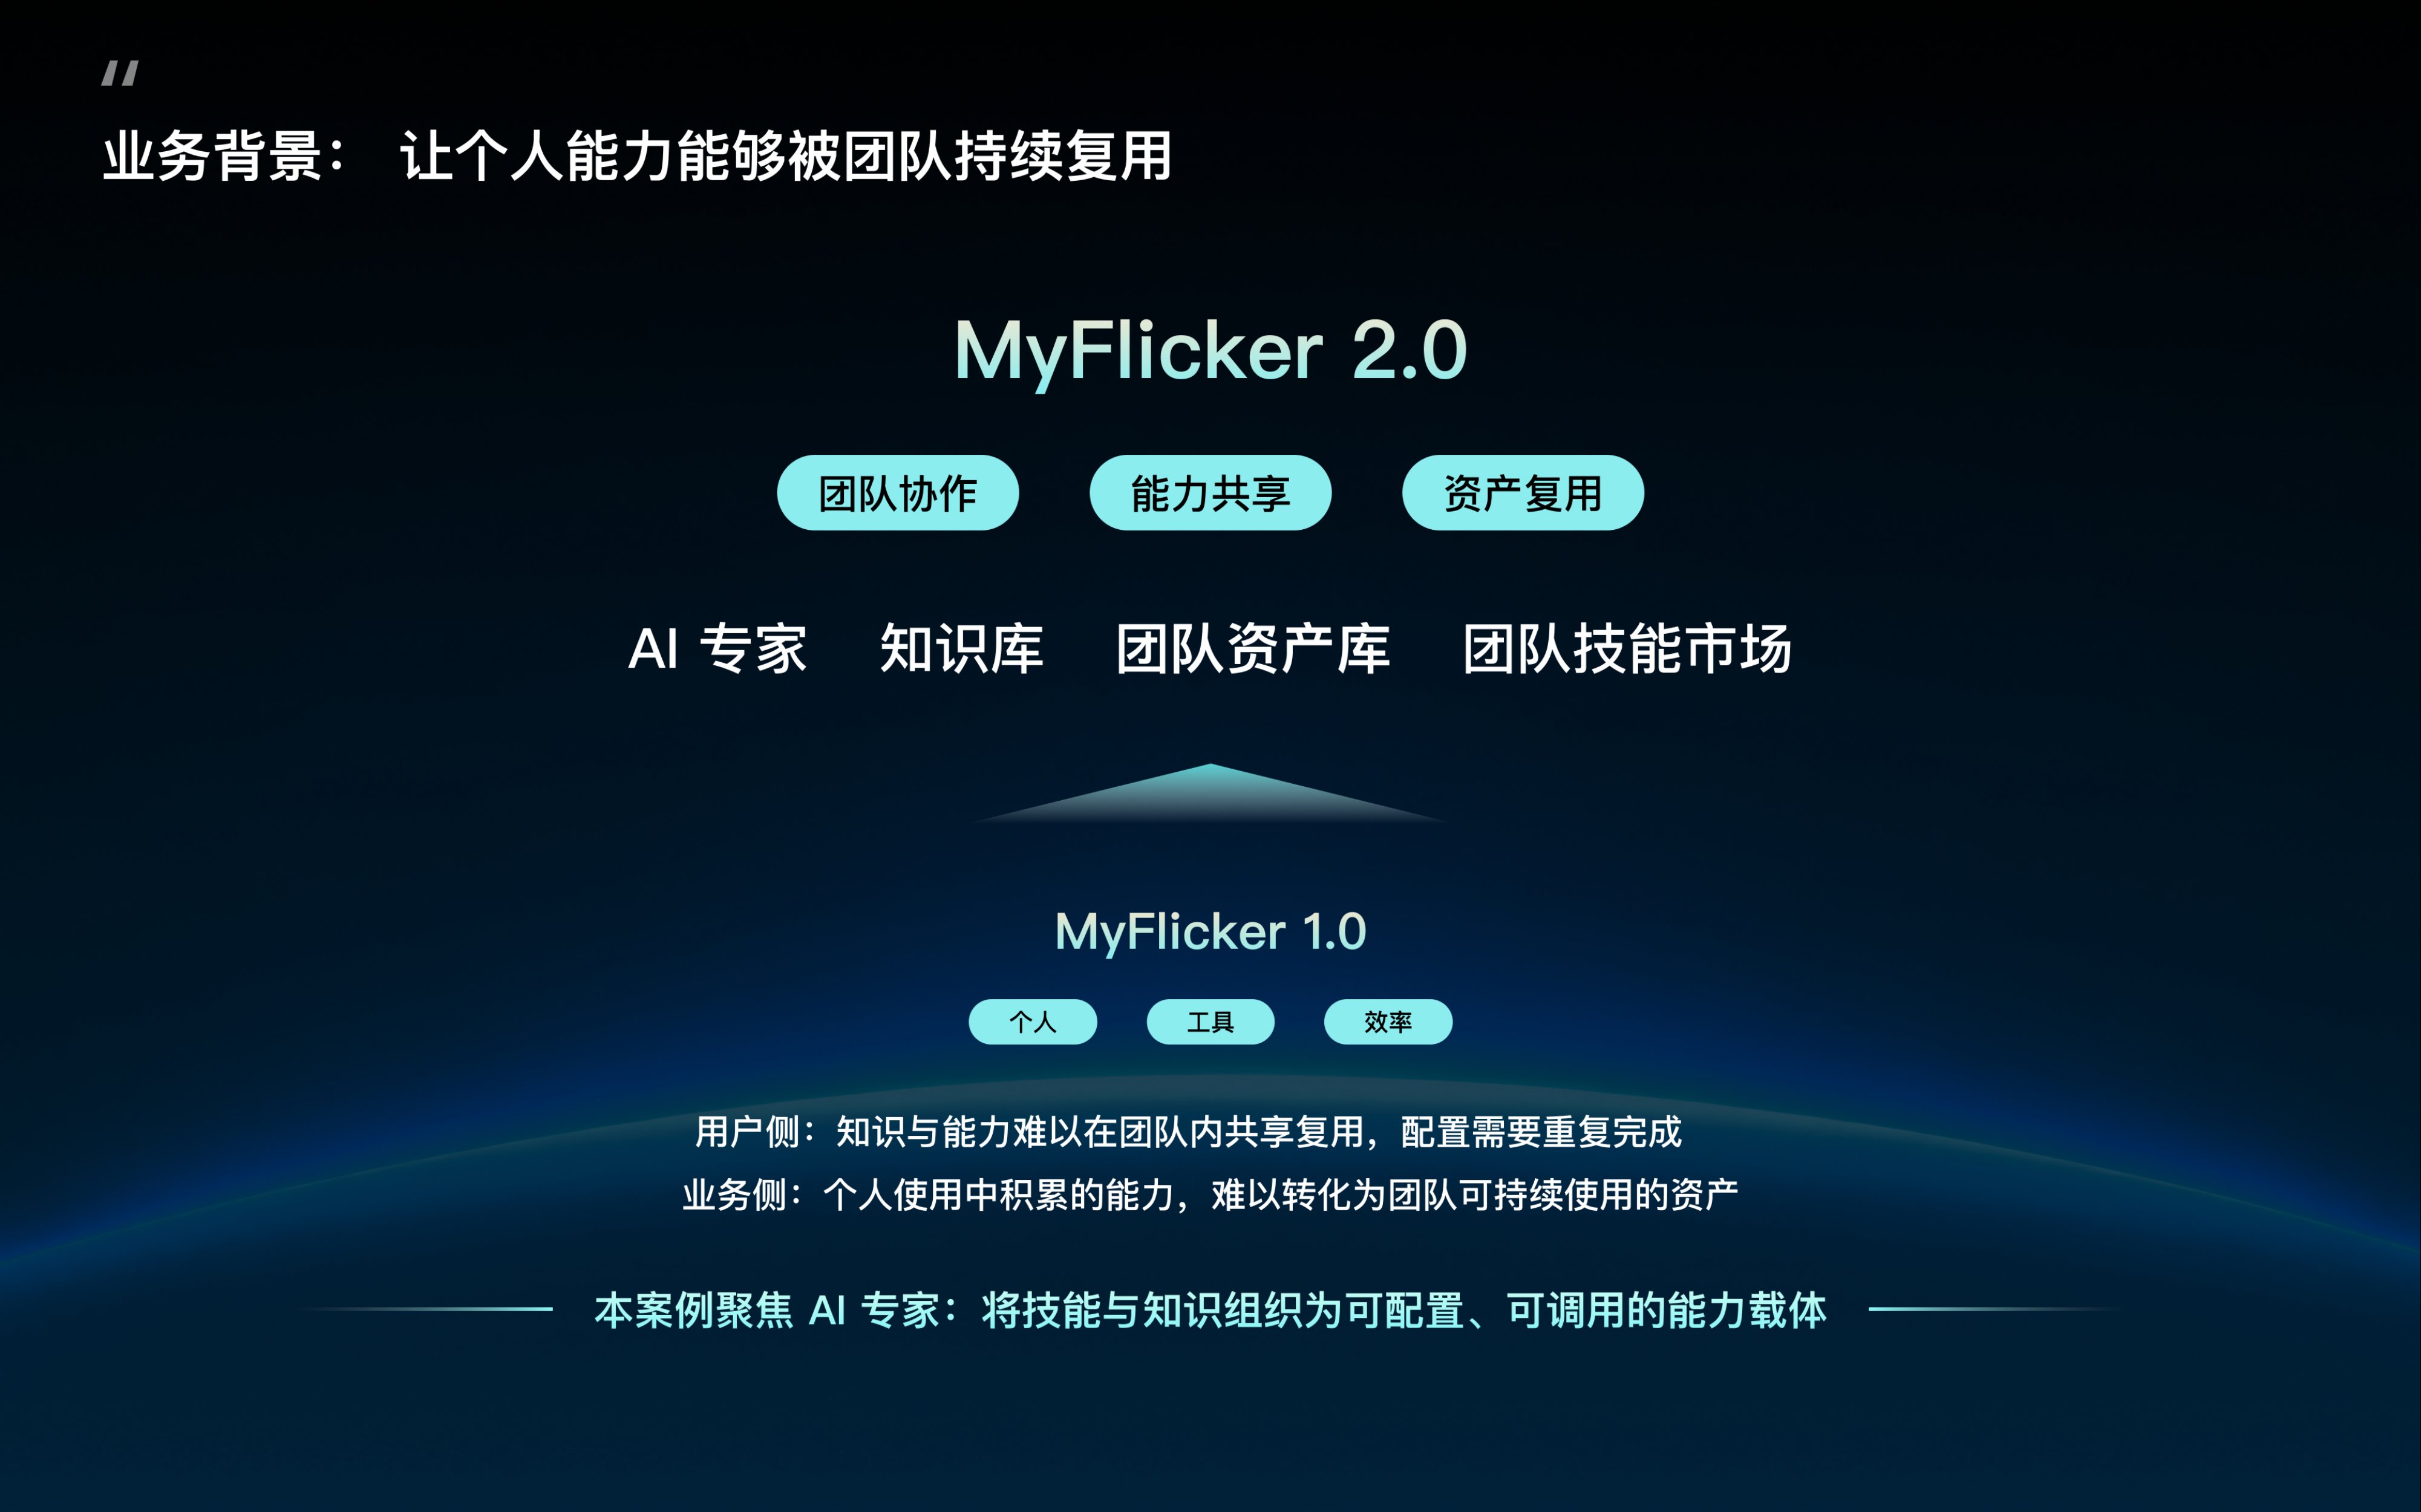 业务背景： 让个人能力能够被团队持续复用
MyFlicker 2.0
团队协作 能力共享 资产复用
AI 专家 知识库 团队资产库 团队技能市场
MyFlicker 1.0
个人 工具 效率
用户侧：知识与能力难以在团队内共享复用，配置需要重复完成
业务侧：个人使用中积累的能力，难以转化为团队可持续使用的资产
本案例聚焦 AI 专家：将技能与知识组织为可配置、可调用的能力载体